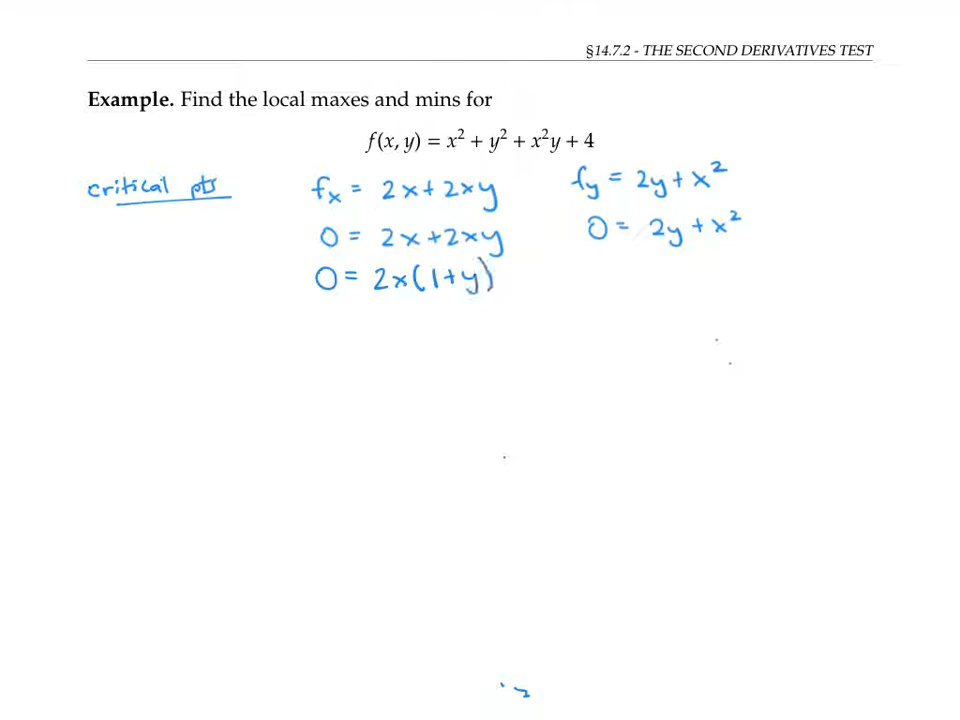 §14.7.2 - THE SECOND DERIVATIVES TEST
Example. Find the local maxes and mins for
f(x, y) = x² + y² + x²y + 4
critical pts
fₓ = 2x + 2xy
f_y = 2y + x²
0 = 2x + 2xy
0 = 2y + x²
0 = 2x(1+y)